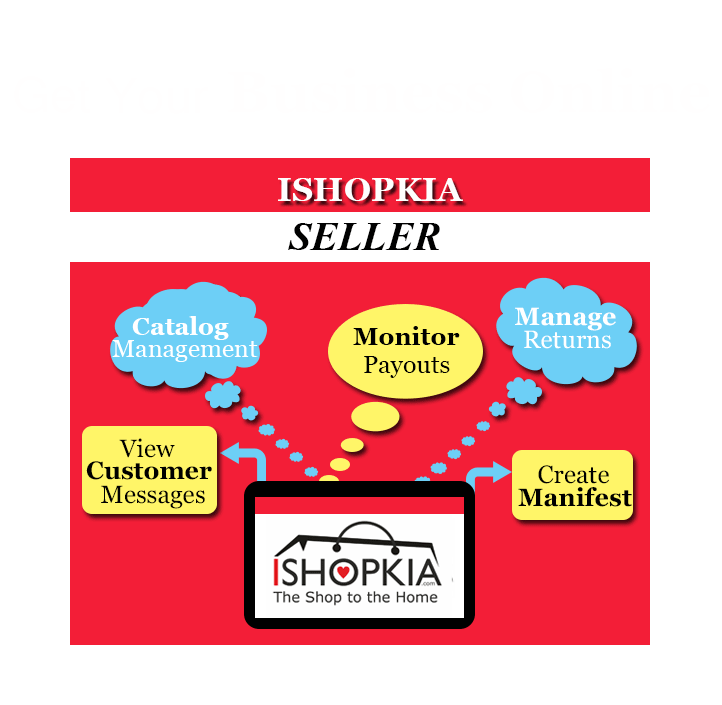 ISHOPKIA
SELLER
Catalog
Management
Monitor
Payouts
Manage
Returns
View
Customer
Messages
Create
Manifest
ISHOPKIA
.com
The Shop to the Home